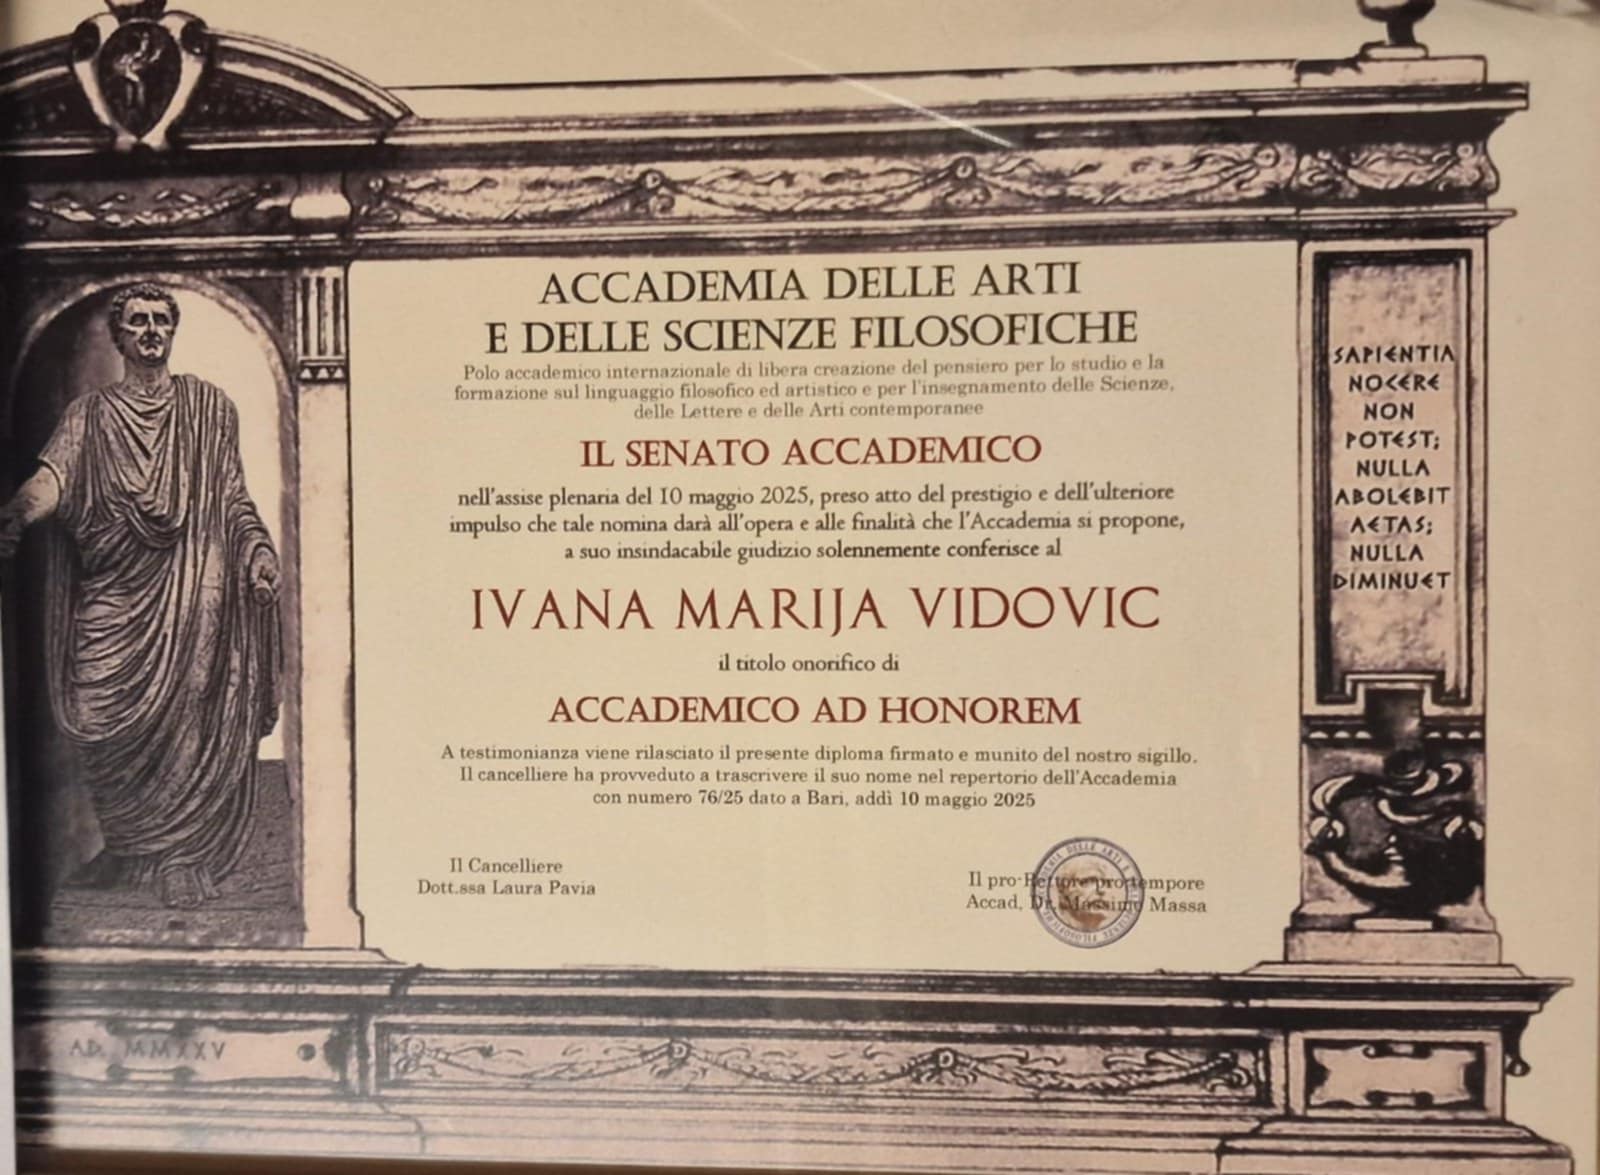 ACCADEMIA DELLE ARTI
E DELLE SCIENZE FILOSOFICHE
Polo accademico internazionale di libera creazione del pensiero per lo studio e la
formazione sul linguaggio filosofico ed artistico e per l'insegnamento delle Scienze,
delle Lettere e delle Arti contemporanee
IL SENATO ACCADEMICO
nell'assise plenaria del 10 maggio 2025, preso atto del prestigio e dell'ulteriore
impulso che tale nomina darà all'opera e alle finalità che l'Accademia si propone,
a suo insindacabile giudizio solennemente conferisce al
IVANA MARIJA VIDOVIC
il titolo onorifico di
ACCADEMICO AD HONOREM
A testimonianza viene rilasciato il presente diploma firmato e munito del nostro sigillo.
Il cancelliere ha provveduto a trascrivere il suo nome nel repertorio dell'Accademia
con numero 76/25 dato a Bari, addì 10 maggio 2025
Il Cancelliere
Dott.ssa Laura Pavia
Il pro-Rettore pro tempore
Accad. Dr. Massimo Massa
SAPIENTIA
NOCERE
NON
POTEST;
NULLA
ABOLEBIT
AETAS;
NULLA
DIMINUET
AD. MMXXV